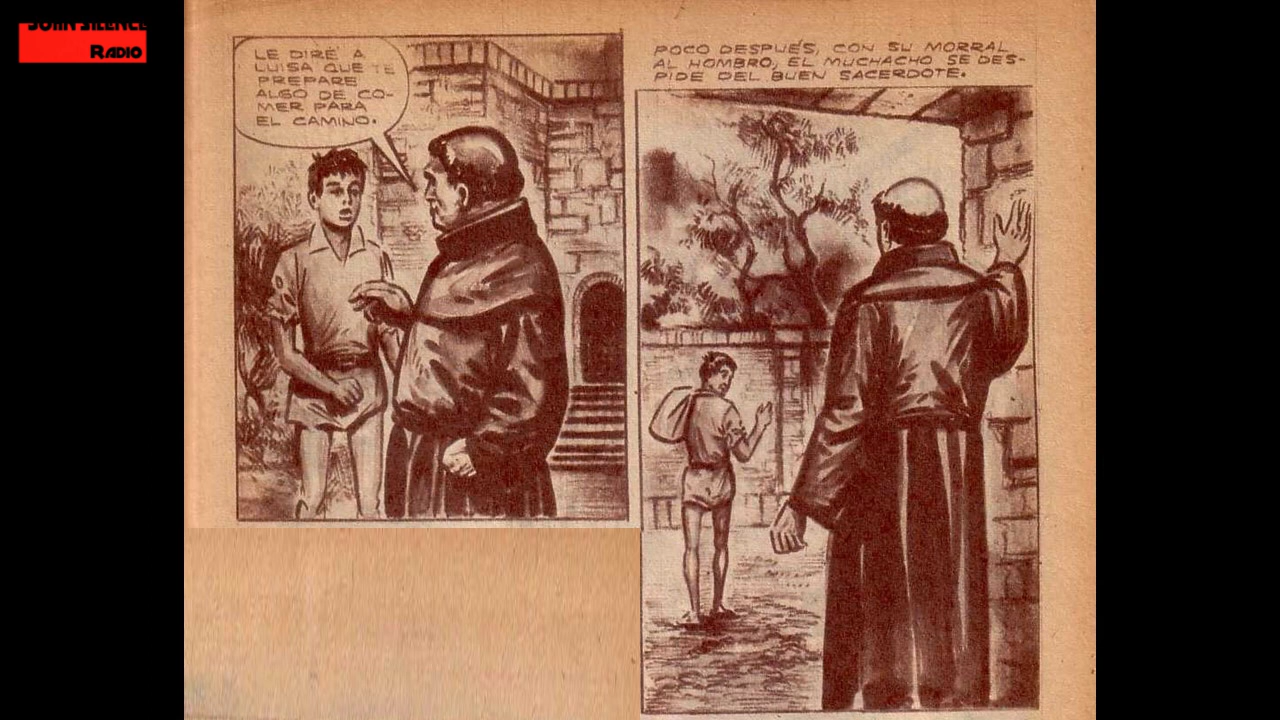 JOHN SILENCE
RADIO
LE DIRÉ A
LUISA QUE TE
PREPARE
ALGO DE CO-
MER PARA
EL CAMINO.
POCO DESPUÉS, CON SU MORRAL
AL HOMBRO, EL MUCHACHO SE DES-
PIDE DEL BUEN SACERDOTE.